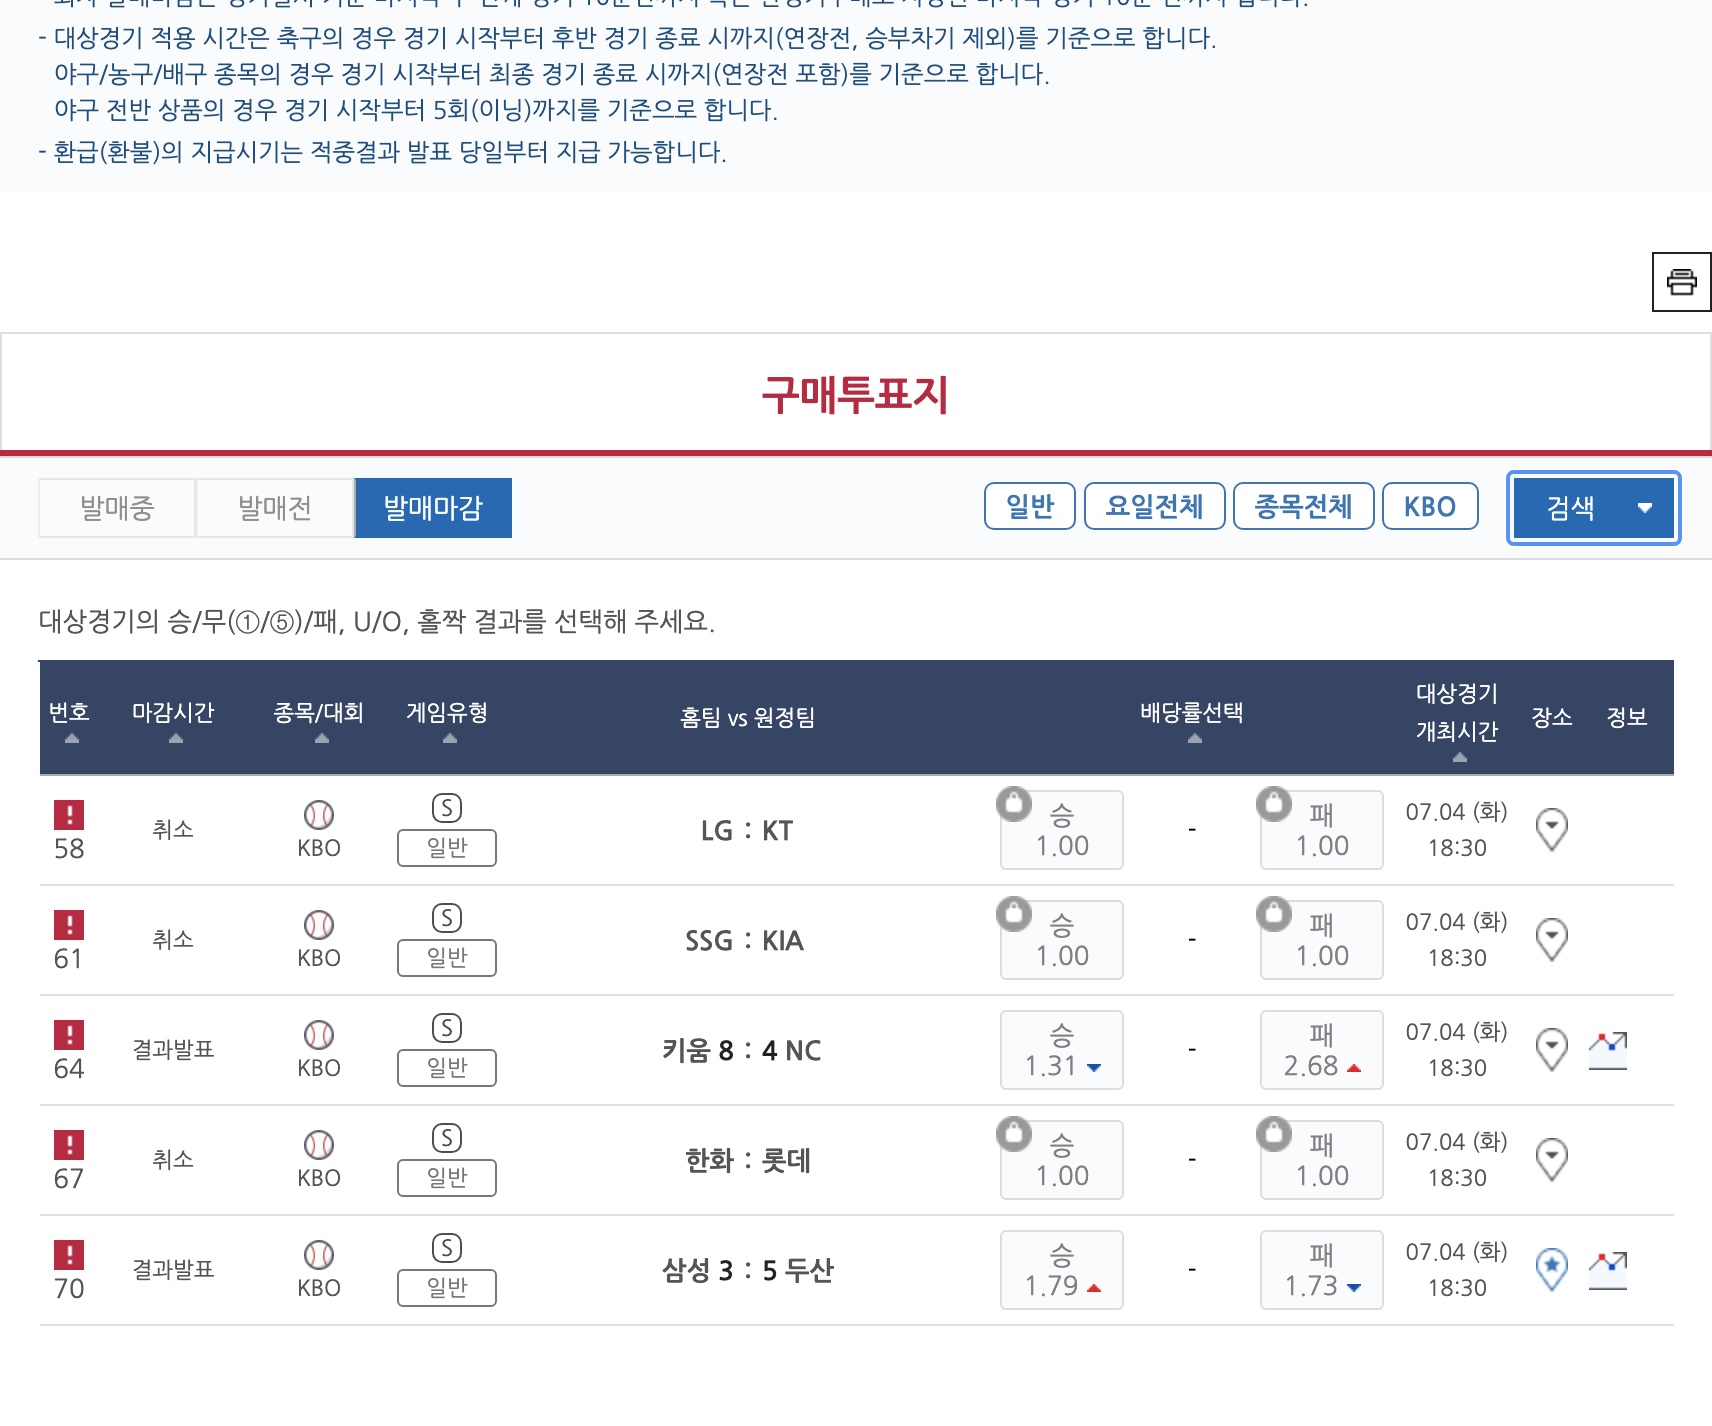 - 대상경기 적용 시간은 축구의 경우 경기 시작부터 후반 경기 종료 시까지(연장전, 승부차기 제외)를 기준으로 합니다.
야구/농구/배구 종목의 경우 경기 시작부터 최종 경기 종료 시까지(연장전 포함)를 기준으로 합니다.
야구 전반 상품의 경우 경기 시작부터 5회(이닝)까지를 기준으로 합니다.
- 환급(환불)의 지급시기는 적중결과 발표 당일부터 지급 가능합니다.
구매투표지
발매중 발매전 발매마감 일반 요일전체 종목전체 KBO 검색
대상경기의 승/무(①/⑤)/패, U/O, 홀짝 결과를 선택해 주세요.
번호 마감시간 종목/대회 게임유형 홈팀 vs 원정팀 배당률선택 대상경기 개최시간 장소 정보
58 취소 KBO S 일반 LG : KT 승 1.00 - 패 1.00 07.04 (화) 18:30
61 취소 KBO S 일반 SSG : KIA 승 1.00 - 패 1.00 07.04 (화) 18:30
64 결과발표 KBO S 일반 키움 8 : 4 NC 승 1.31 - 패 2.68 07.04 (화) 18:30
67 취소 KBO S 일반 한화 : 롯데 승 1.00 - 패 1.00 07.04 (화) 18:30
70 결과발표 KBO S 일반 삼성 3 : 5 두산 승 1.79 - 패 1.73 07.04 (화) 18:30